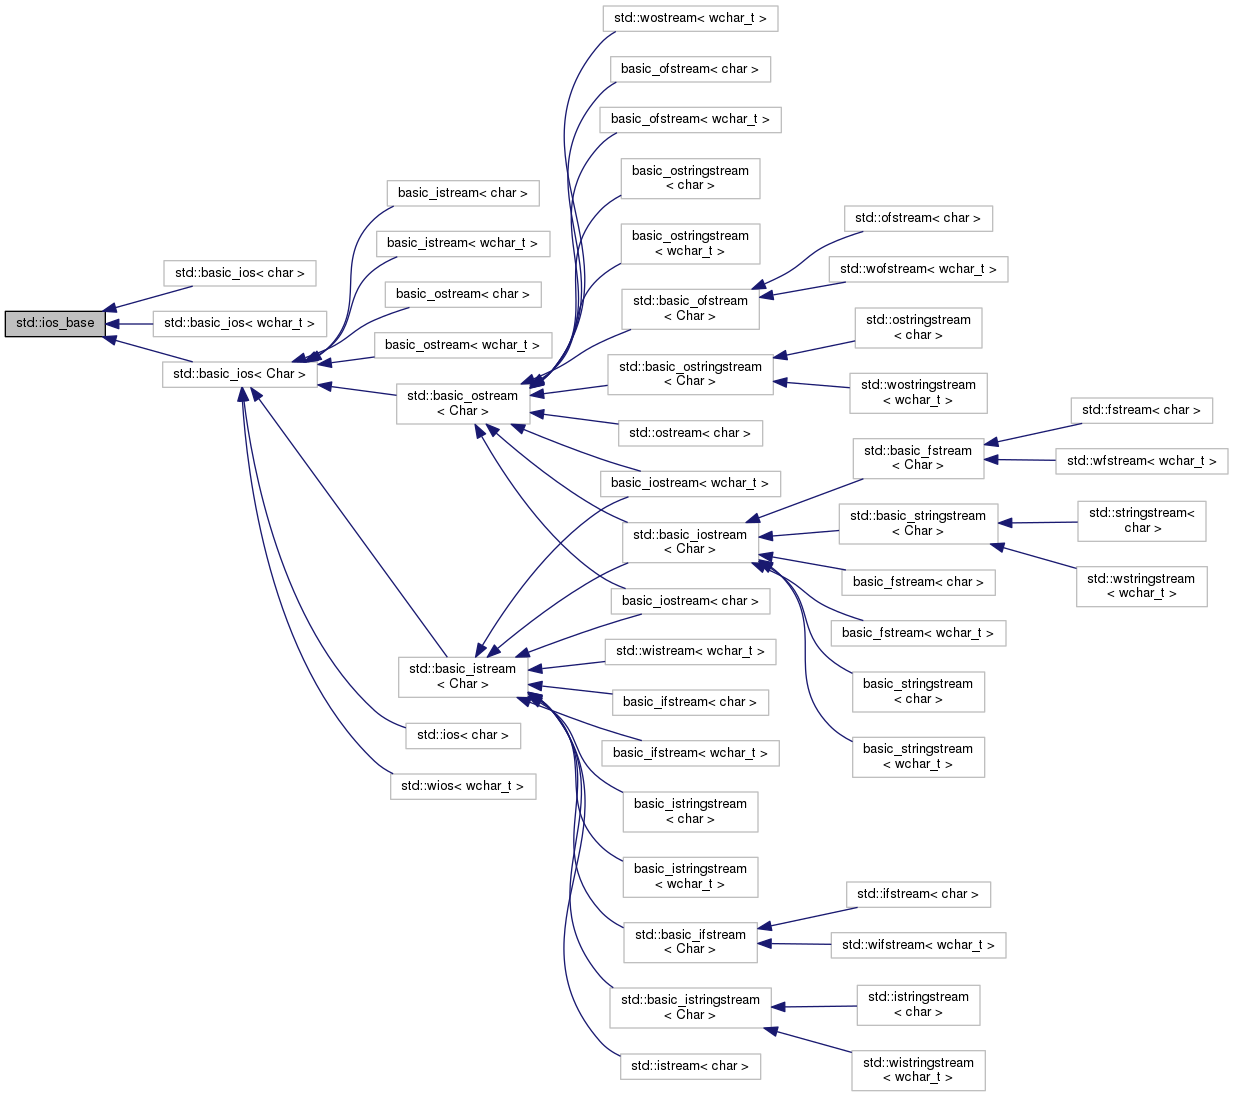 std::wostream< wchar_t >
basic_ofstream< char >
basic_ofstream< wchar_t >
basic_ostringstream
< char >
basic_istream< char >
std::ofstream< char >
basic_istream< wchar_t >
basic_ostringstream
< wchar_t >
std::basic_ios< char >
std::wofstream< wchar_t >
basic_ostream< char >
std::basic_ofstream
< Char >
std::ios_base
std::basic_ios< wchar_t >
std::ostringstream
< char >
basic_ostream< wchar_t >
std::basic_ios< Char >
std::basic_ostringstream
< Char >
std::wostringstream
< wchar_t >
std::basic_ostream
< Char >
std::fstream< char >
std::ostream< char >
std::basic_fstream
< Char >
std::wfstream< wchar_t >
basic_iostream< wchar_t >
std::basic_iostream
< Char >
std::basic_stringstream
< Char >
std::stringstream<
char >
basic_fstream< char >
std::wstringstream
< wchar_t >
basic_iostream< char >
basic_fstream< wchar_t >
std::wistream< wchar_t >
std::basic_istream
< Char >
basic_stringstream
< char >
basic_ifstream< char >
std::ios< char >
basic_ifstream< wchar_t >
basic_stringstream
< wchar_t >
std::wios< wchar_t >
basic_istringstream
< char >
basic_istringstream
< wchar_t >
std::ifstream< char >
std::basic_ifstream
< Char >
std::wifstream< wchar_t >
std::basic_istringstream
< Char >
std::istringstream
< char >
std::istream< char >
std::wistringstream
< wchar_t >